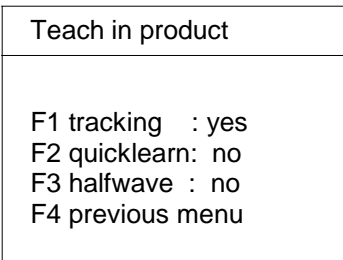 Teach in product
F1 tracking : yes
F2 quicklearn: no
F3 halfwave : no
F4 previous menu